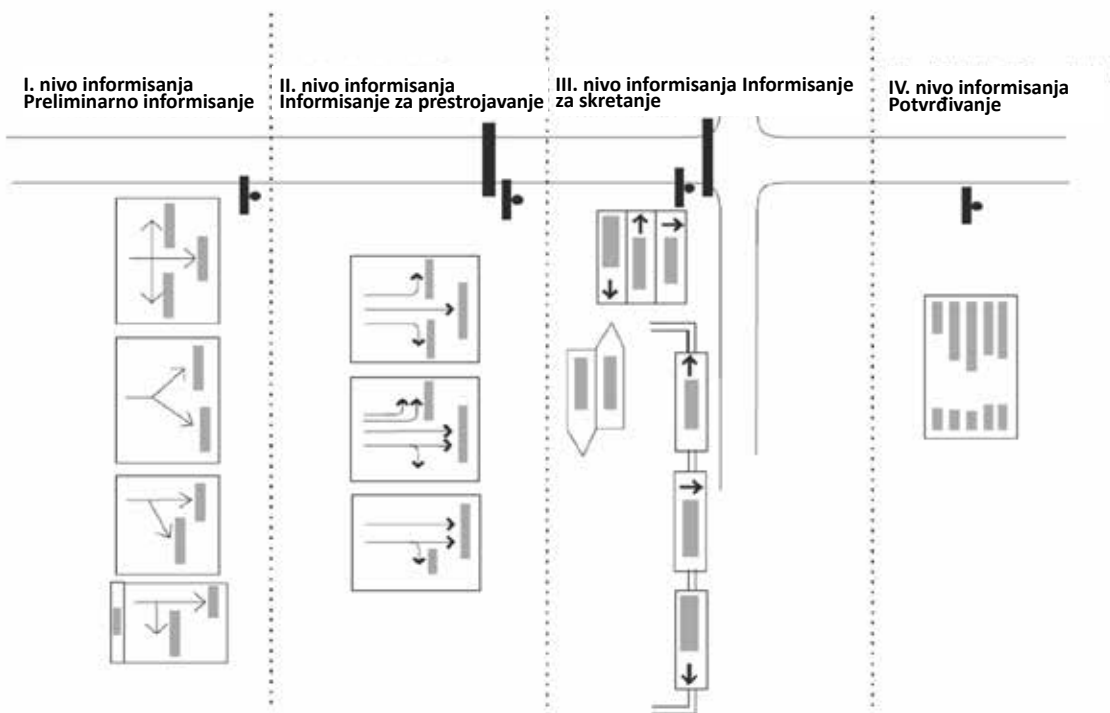 I. nivo informisanja
Preliminarno informisanje
II. nivo informisanja
Informisanje za prestrojavanje
III. nivo informisanja Informisanje
za skretanje
IV. nivo informisanja
Potvrđivanje